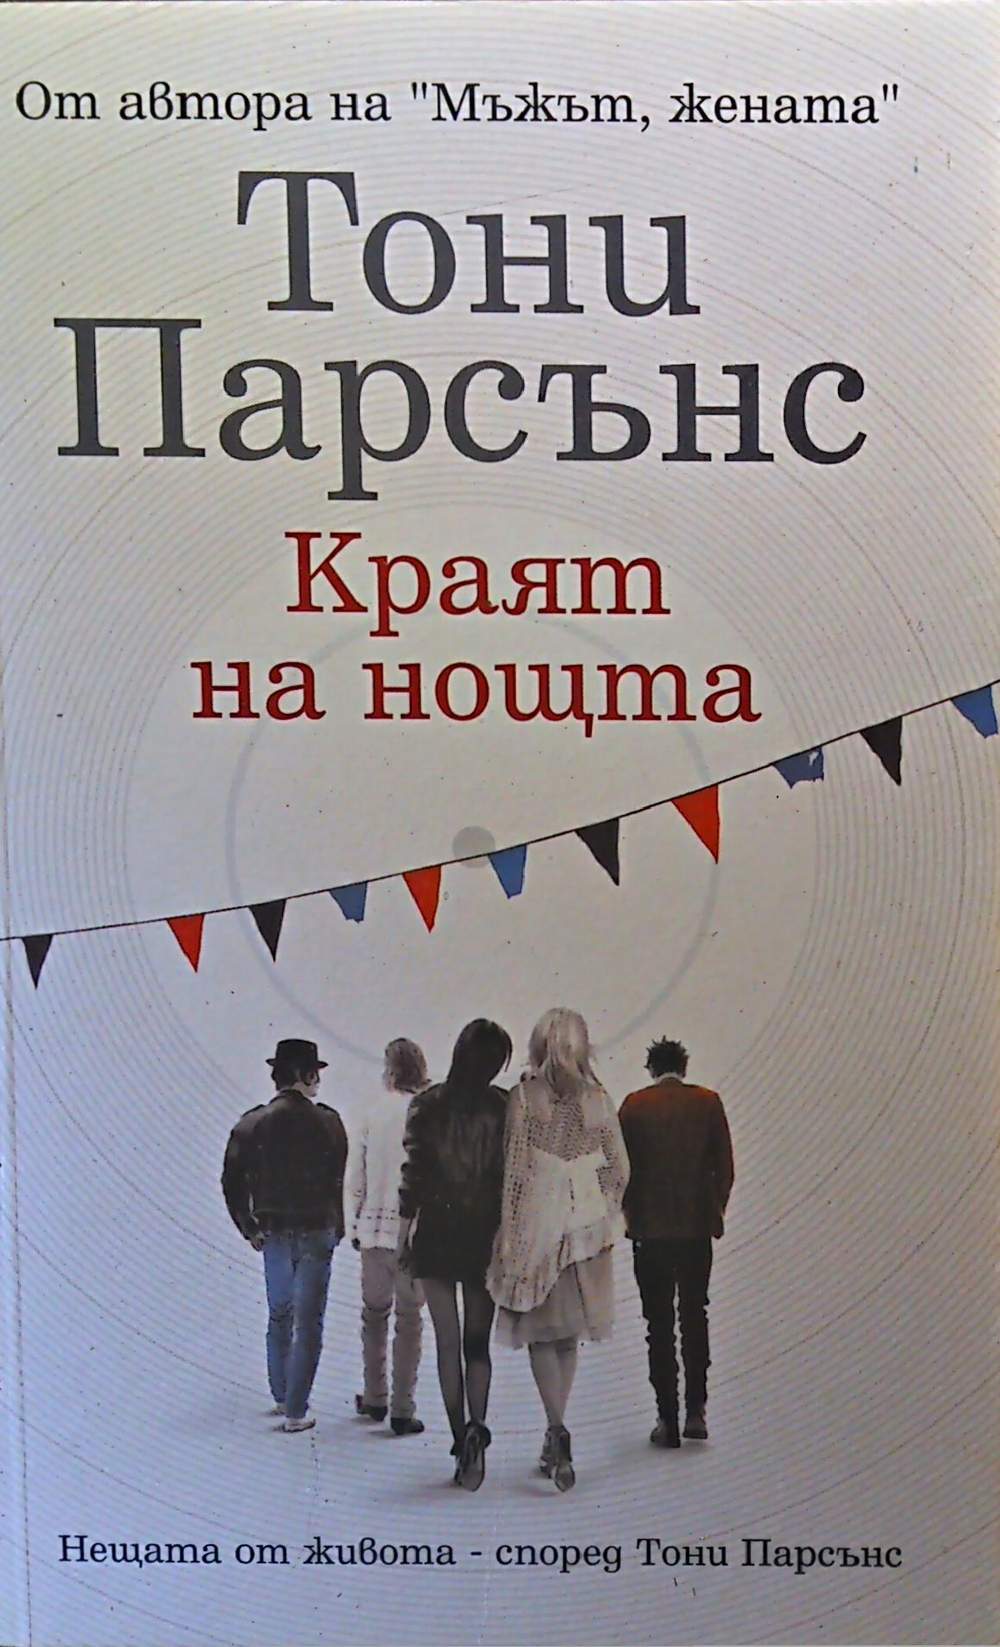 От автора на "Мъжът, жената"
Тони
Парсънс
Краят
на нощта
Нещата от живота - според Тони Парсънс